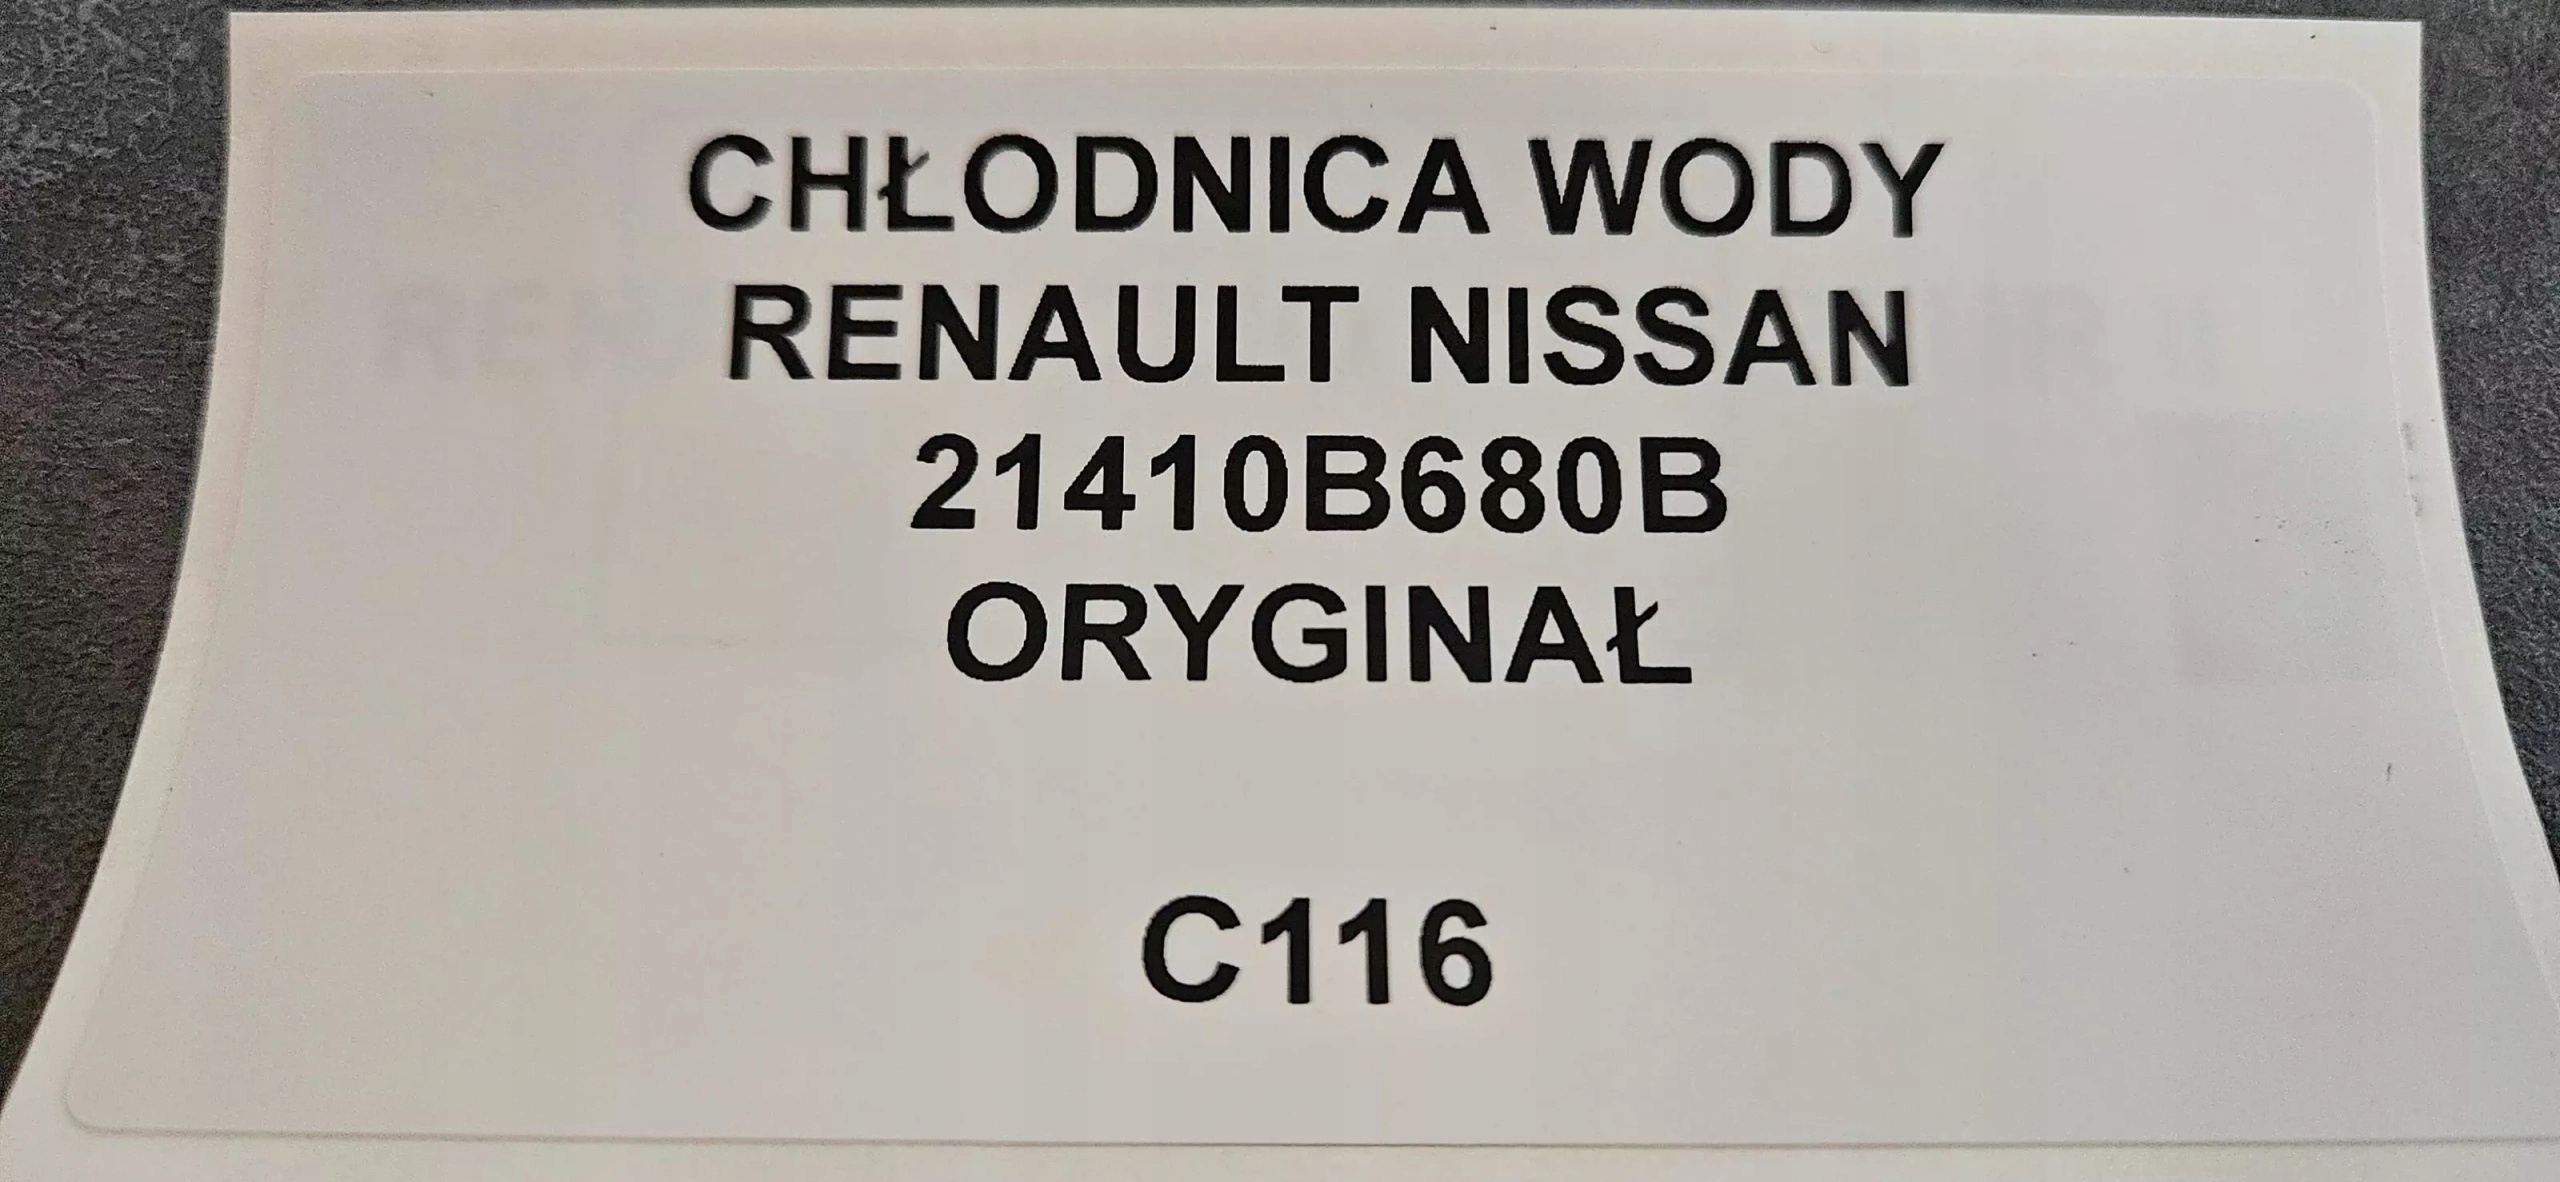 CHŁODNICA WODY
RENAULT NISSAN
21410B680B
ORYGINAŁ
C116